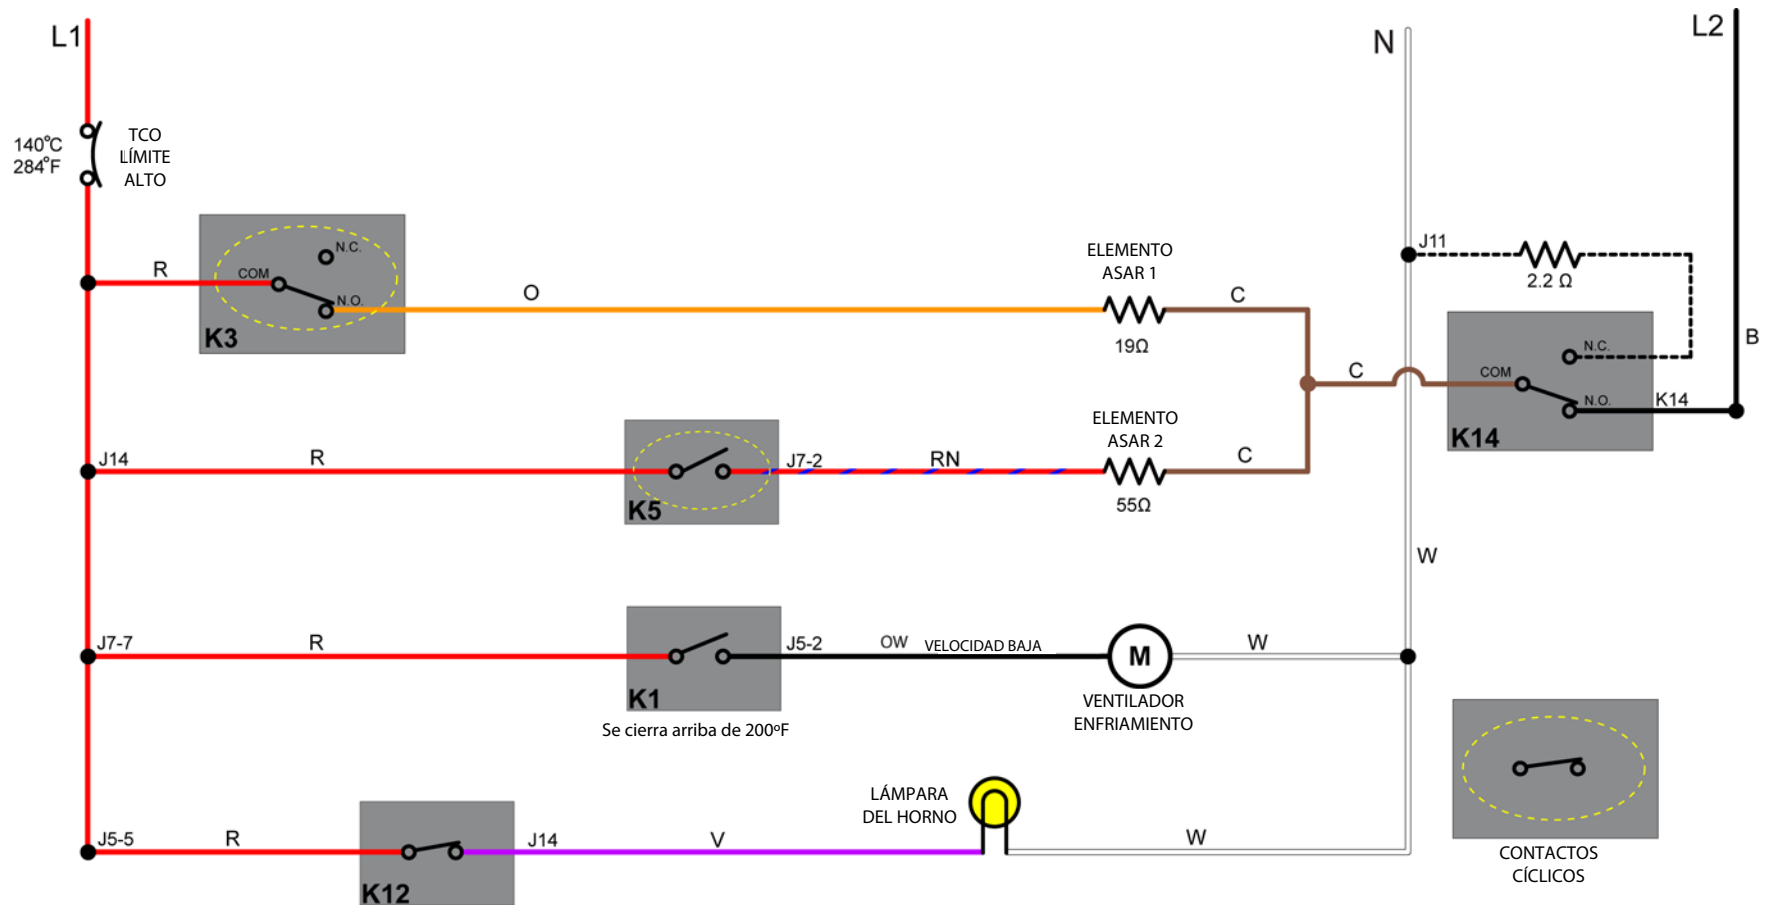 L1
N
L2
140°C
284°F
TCO
LÍMITE
ALTO
R
COM
N.C.
N.O.
K3
O
ELEMENTO
ASAR 1
19Ω
C
J11
2.2 Ω
B
C
COM
N.C.
N.O.
K14
K14
J14
R
K5
J7-2
RN
ELEMENTO
ASAR 2
55Ω
C
W
J7-7
R
K1
Se cierra arriba de 200ºF
J5-2
OW
VELOCIDAD BAJA
M
VENTILADOR
ENFRIAMIENTO
W
J5-5
R
K12
J14
V
LÁMPARA
DEL HORNO
W
CONTACTOS
CÍCLICOS